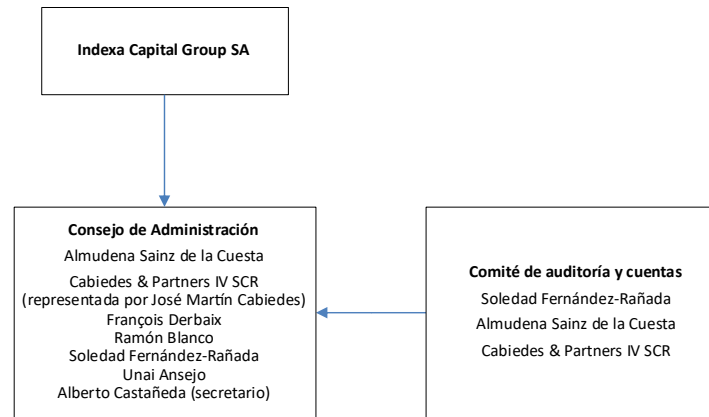 Indexa Capital Group SA
Consejo de Administración
Almudena Sainz de la Cuesta
Cabiedes & Partners IV SCR
(representada por José Martín Cabiedes)
François Derbaix
Ramón Blanco
Soledad Fernández-Rañada
Unai Ansejo
Alberto Castañeda (secretario)
Comité de auditoría y cuentas
Soledad Fernández-Rañada
Almudena Sainz de la Cuesta
Cabiedes & Partners IV SCR